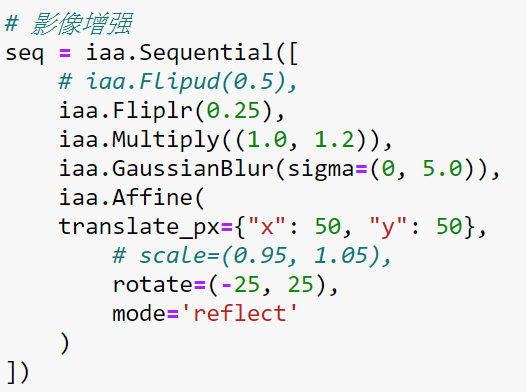 # 影像增强
seq = iaa.Sequential([
    # iaa.Flipud(0.5),
    iaa.Fliplr(0.25),
    iaa.Multiply((1.0, 1.2)),
    iaa.GaussianBlur(sigma=(0, 5.0)),
    iaa.Affine(
    translate_px={"x": 50, "y": 50},
        # scale=(0.95, 1.05),
        rotate=(-25, 25),
        mode='reflect'
    )
])